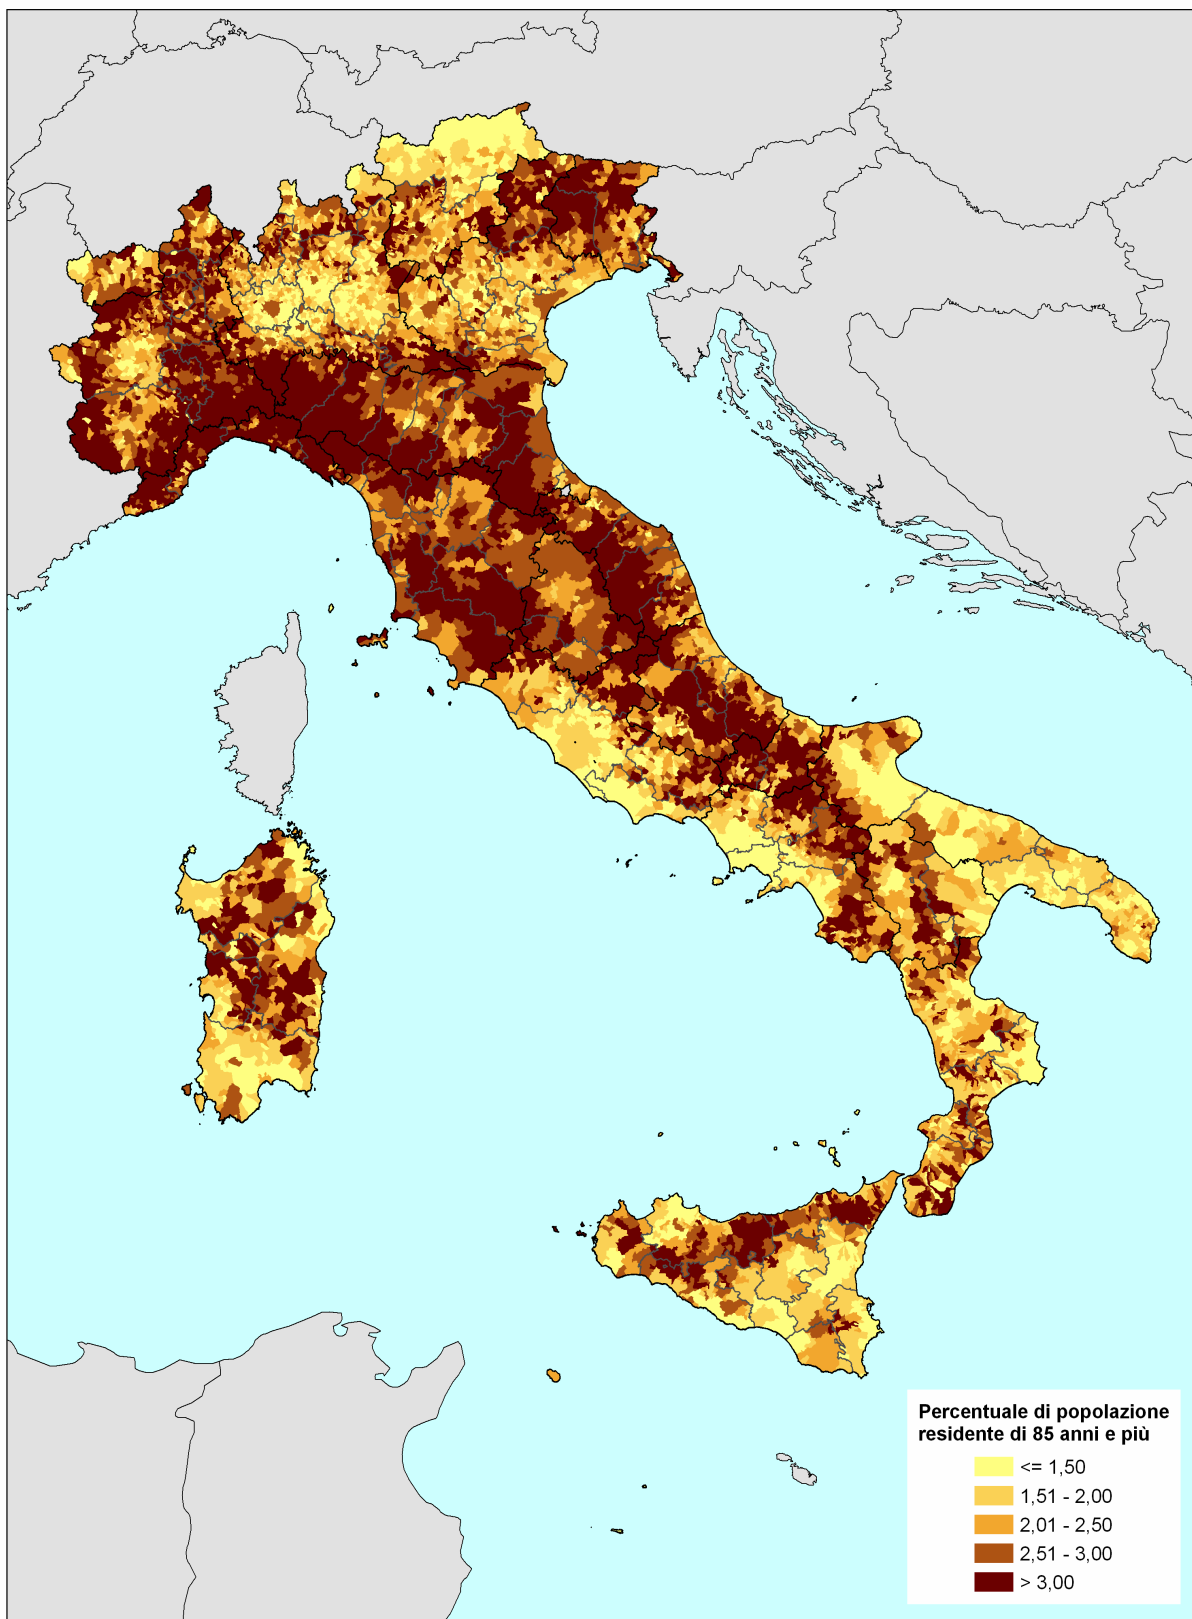 Percentuale di popolazione
residente di 85 anni e più
<= 1,50
1,51 - 2,00
2,01 - 2,50
2,51 - 3,00
> 3,00